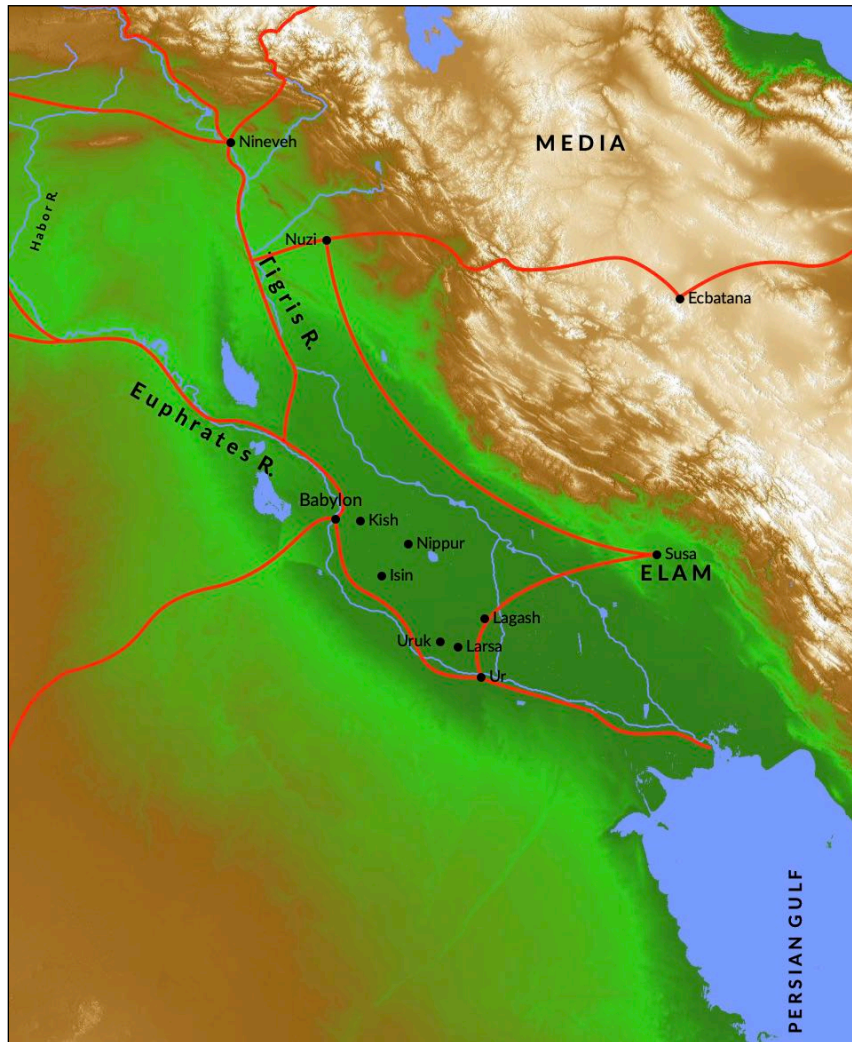 Nineveh
MEDIA
Habor R.
Nuzi
Tigris R.
Ecbatana
Euphrates R.
Babylon
Kish
Nippur
Susa
ELAM
Isin
Lagash
Uruk
Larsa
Ur
PERSIAN GULF